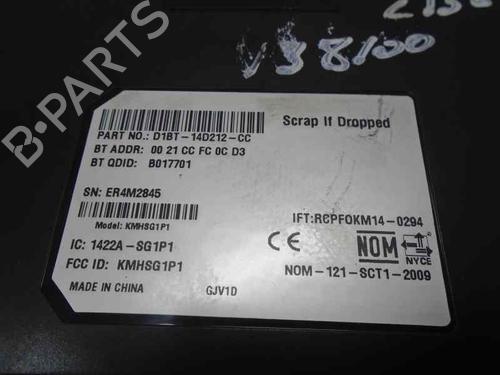 VS8100
Scrap If Dropped
PART NO.: D1BT-14D212-CC
BT ADDR: 00 21 CC FC 0C D3
BT QDID: B017701
SN: ER4M2845
Model: KMHSG1P1
IFT:RCPFOKM14-0294
IC: 1422A-SG1P1
CE NOM NYCE
FCC ID: KMHSG1P1
NOM-121-SCT1-2009
MADE IN CHINA GJV1D
B-PARTS